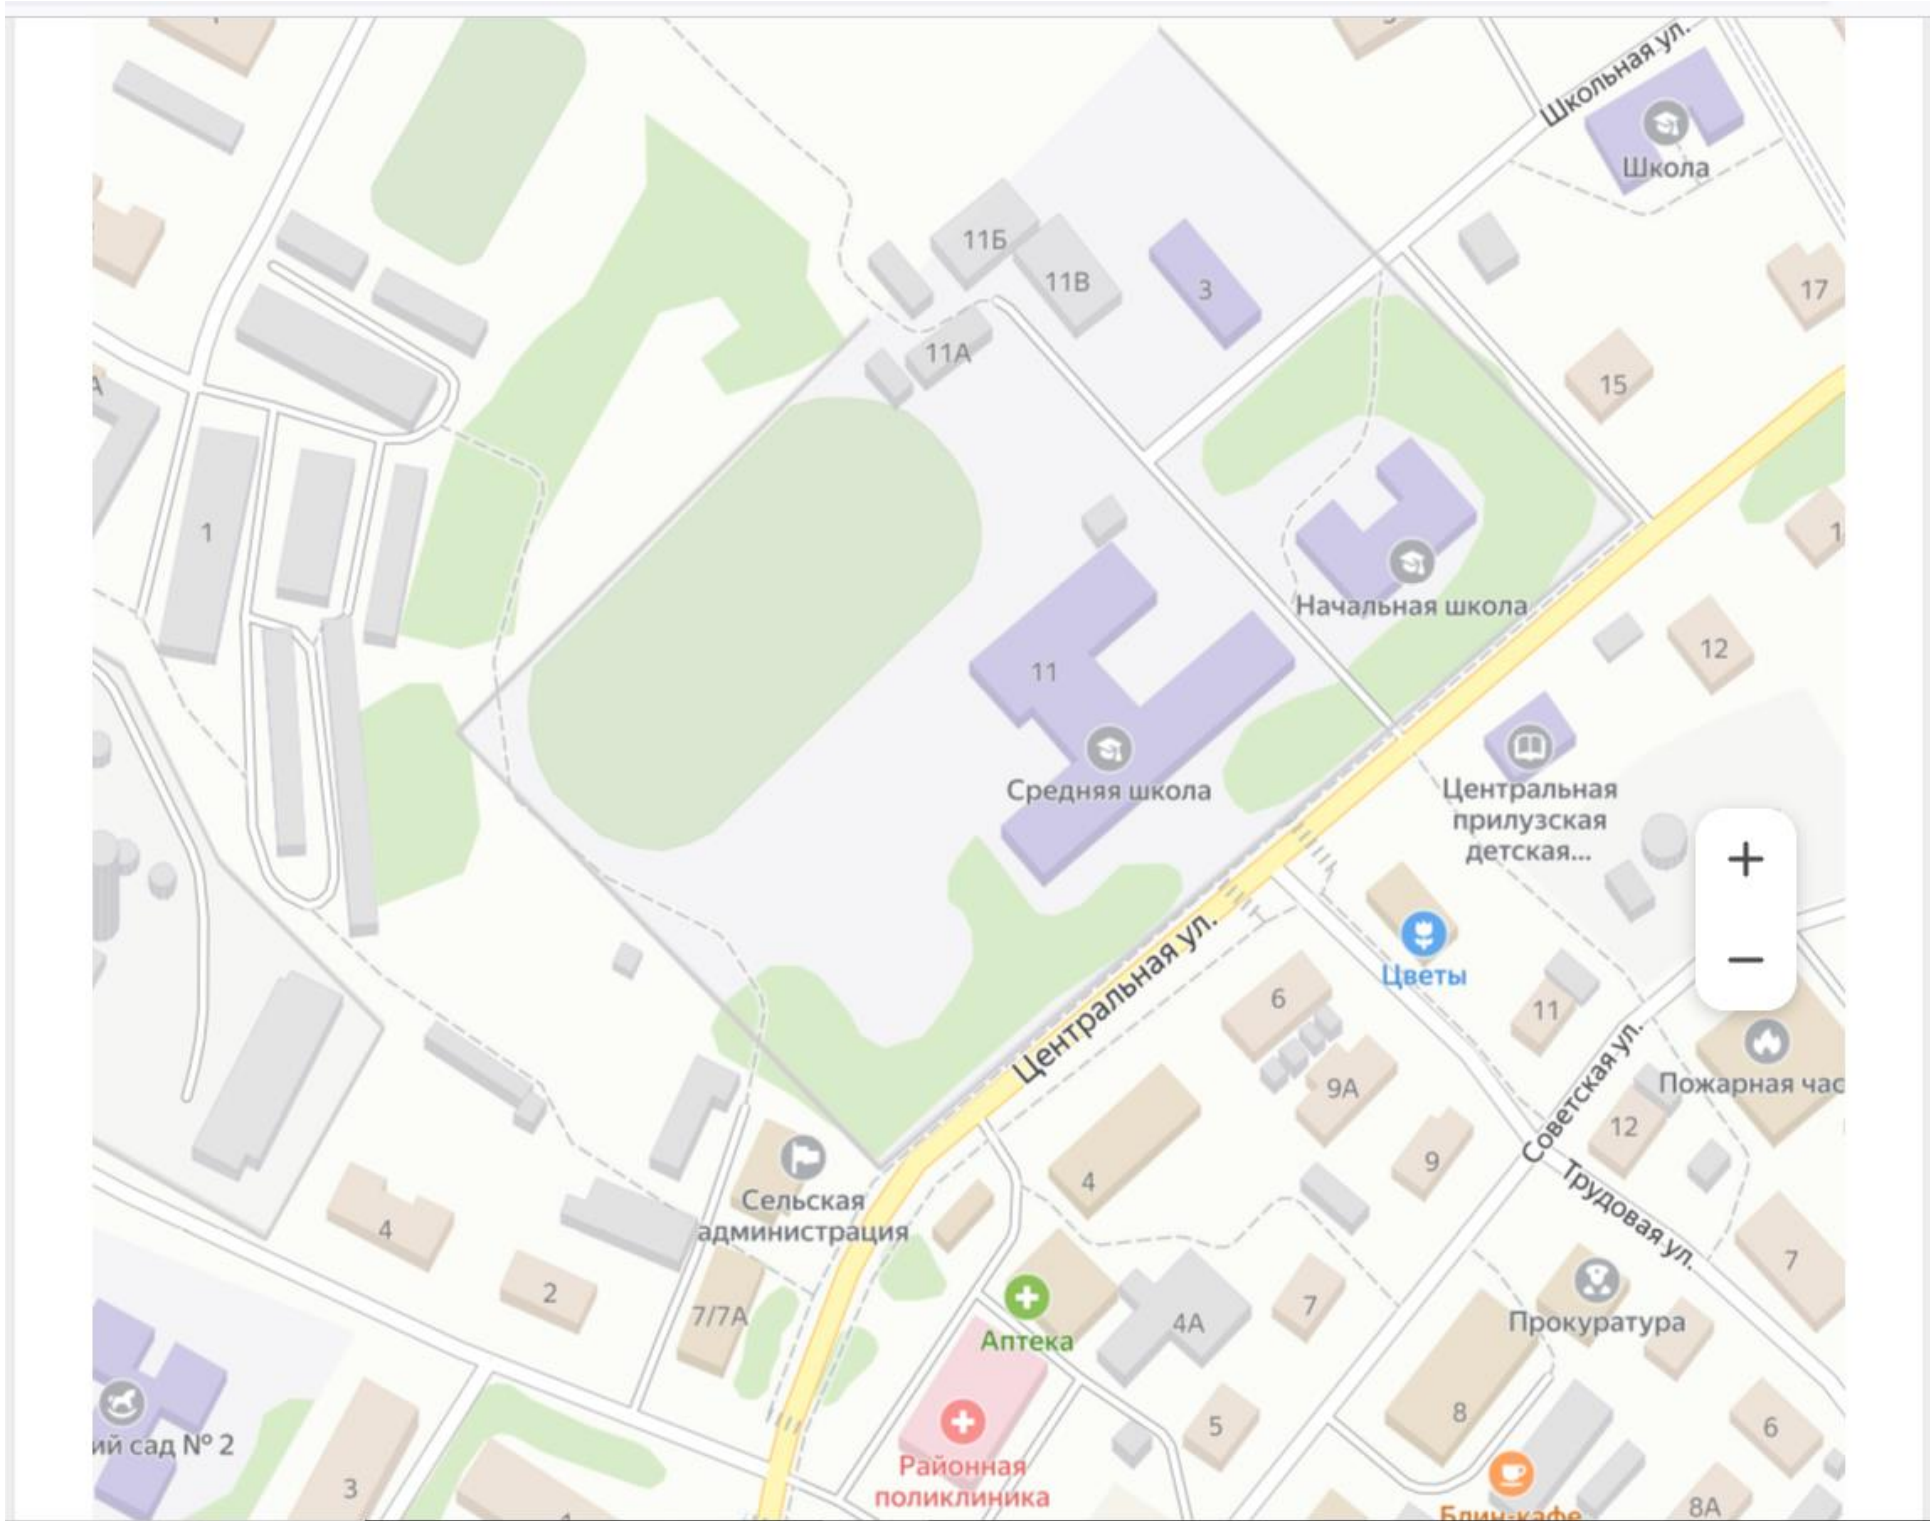 Школьная ул.
Школа
11Б
11В
3
17
11А
15
А
1
Начальная школа
12
11
Средняя школа
Центральная
прилузская
детская...
+
−
Центральная ул.
Цветы
6
11
9А
Советская ул.
Пожарная час
12
9
4
Трудовая ул.
Сельская
администрация
4
2
7/7А
Аптека
4А
7
7
Прокуратура
8
5
6
ий сад № 2
3
Районная
поликлиника
Блин-кафе
8А